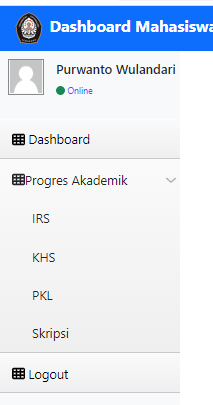 Dashboard Mahasiswa
Purwanto Wulandari
Online
Dashboard
Progres Akademik
IRS
KHS
PKL
Skripsi
Logout